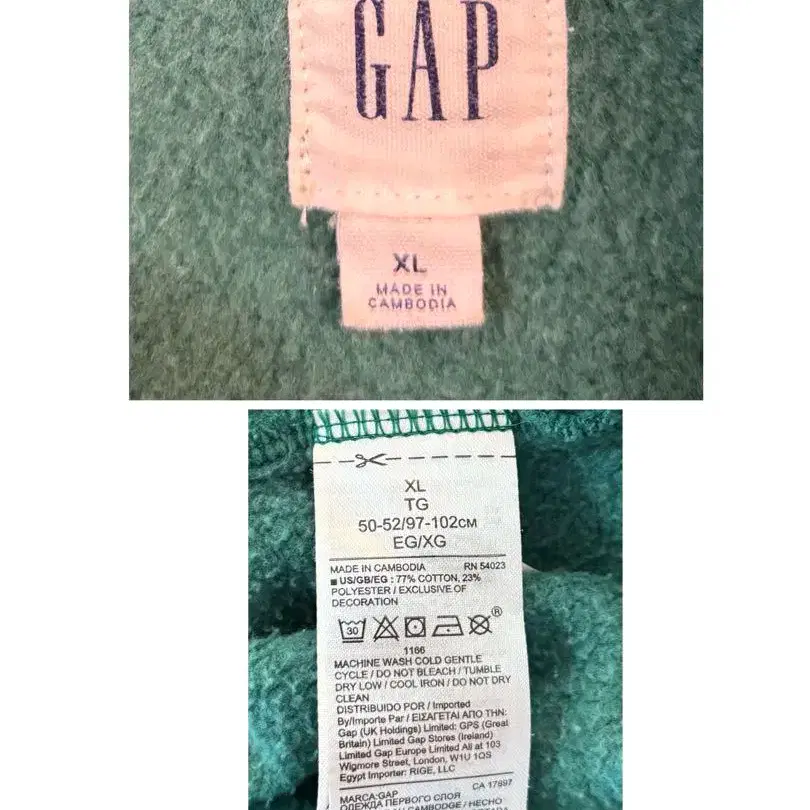 GAP
XL
MADE IN
CAMBODIA
XL
TG
50-52/97-102CM
EG/XG
MADE IN CAMBODIA RN 54023
■ US/GB/EG : 77% COTTON, 23%
POLYESTER / EXCLUSIVE OF
DECORATION
30 ®
1166
MACHINE WASH COLD GENTLE
CYCLE / DO NOT BLEACH / TUMBLE
DRY LOW / COOL IRON / DO NOT DRY
CLEAN
DISTRIBUIDO POR / Imported
By/Importe Par / ΕΙΣΑΓΕΤΑΙ ΑΠΟ ΤΗΝ:
Gap (UK Holdings) Limited: GPS (Great
Britain) Limited Gap Stores (Ireland)
Limited Gap Europe Limited All at 103
Wigmore Street, London, W1U 1QS
Egypt Importer: RIGE, LLC
CA 17897
MARCA:GAP
ОДЕЖДА ПЕРВОГО СЛОЯ
CAMBODGE / HECHO